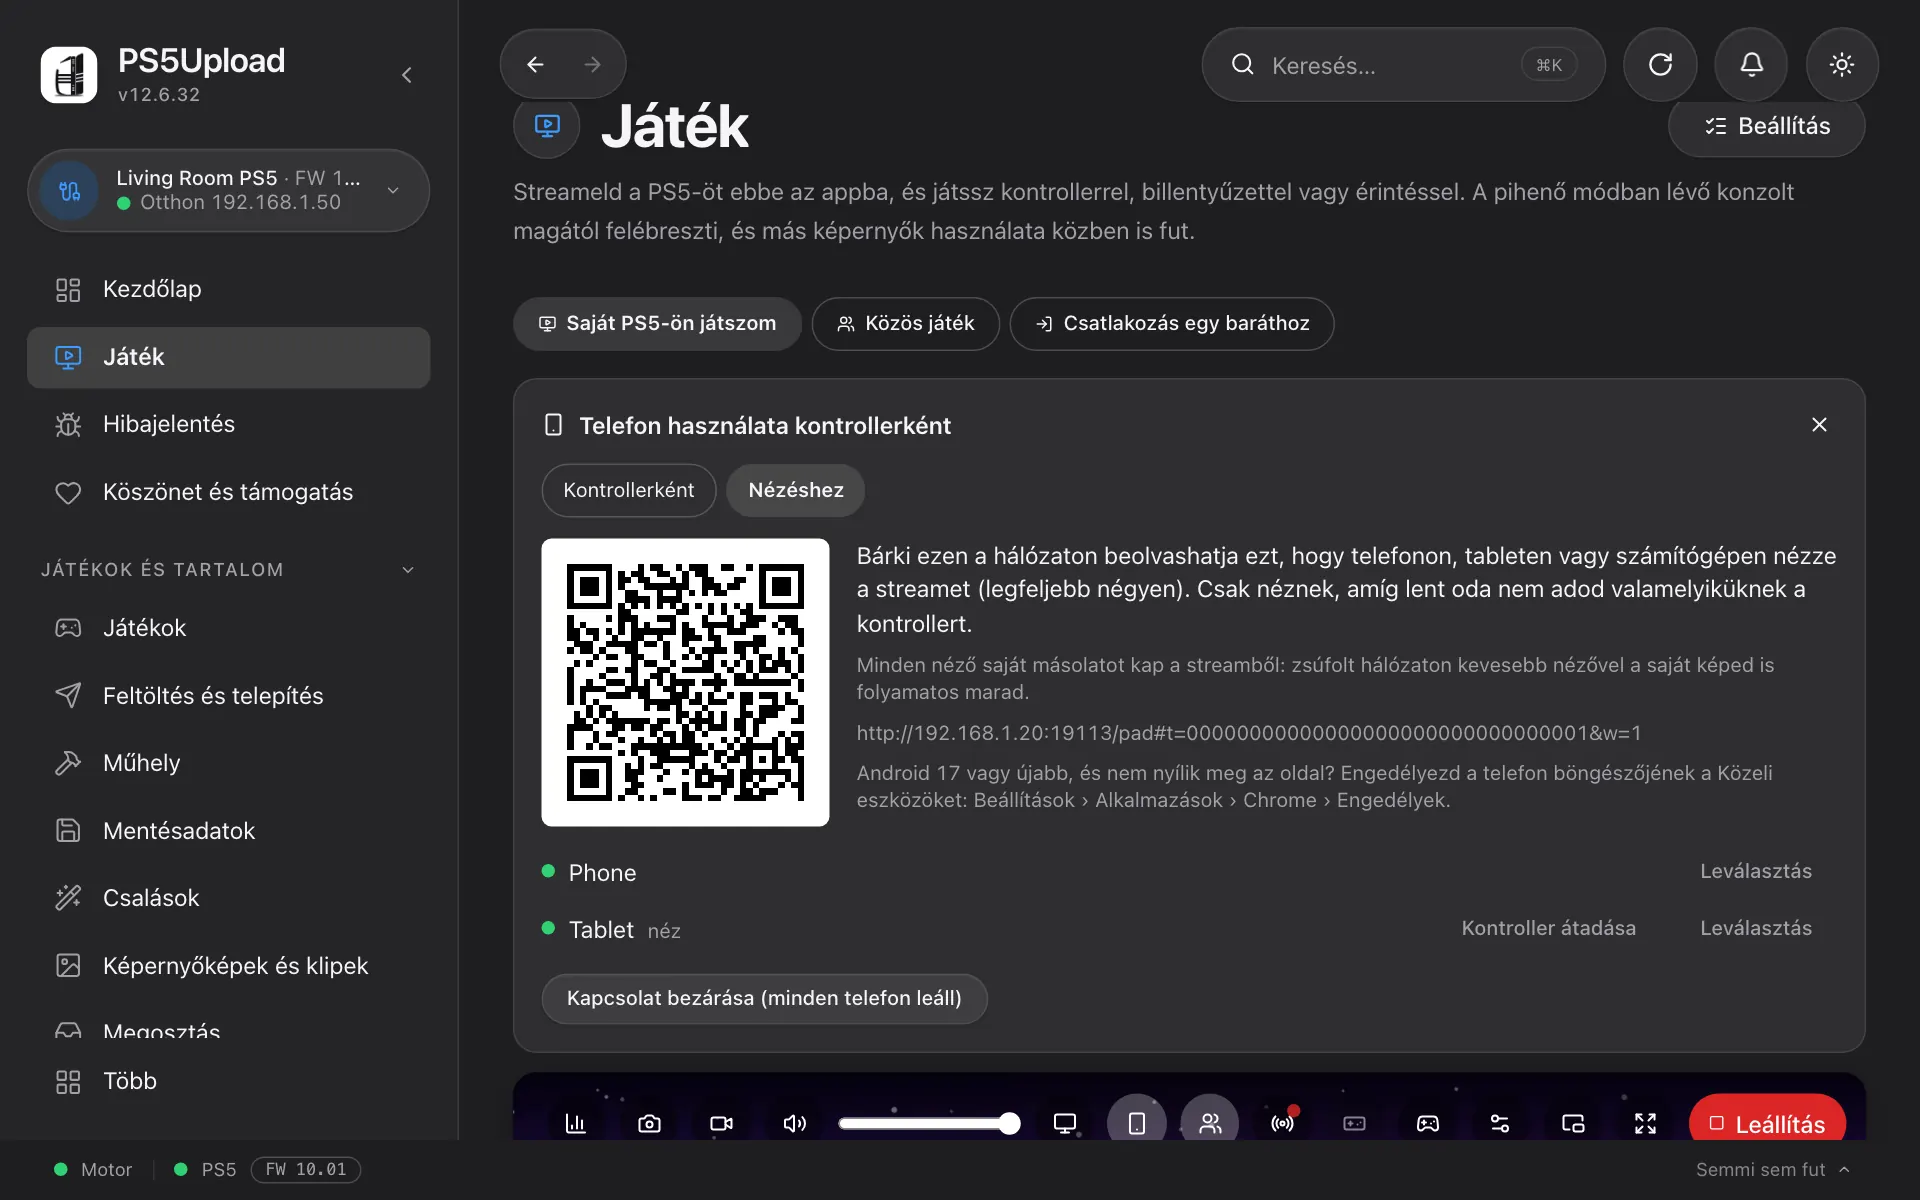 PS5Upload
v12.6.32
Living Room PS5 · FW 1...
Otthon 192.168.1.50
Kezdőlap
Játék
Hibajelentés
Köszönet és támogatás
JÁTÉKOK ÉS TARTALOM
Játékok
Feltöltés és telepítés
Műhely
Mentésadatok
Csalások
Képernyőképek és klipek
Megosztás
Több
Keresés...
⌘K
Játék
Beállítás
Streameld a PS5-öt ebbe az appba, és játssz kontrollerrel, billentyűzettel vagy érintéssel. A pihenő módban lévő konzolt
magától felébreszti, és más képernyők használata közben is fut.
Saját PS5-ön játszom
Közös játék
Csatlakozás egy baráthoz
Telefon használata kontrollerként
Kontrollerként
Nézéshez
Bárki ezen a hálózaton beolvashatja ezt, hogy telefonon, tableten vagy számítógépen nézze
a streamet (legfeljebb négyen). Csak néznek, amíg lent oda nem adod valamelyiküknek a
kontrollert.
Minden néző saját másolatot kap a streamből: zsúfolt hálózaton kevesebb nézővel a saját képed is
folyamatos marad.
http://192.168.1.20:19113/pad#t=00000000000000000000000000000001&w=1
Android 17 vagy újabb, és nem nyílik meg az oldal? Engedélyezd a telefon böngészőjének a Közeli
eszközöket: Beállítások › Alkalmazások › Chrome › Engedélyek.
Phone
Leválasztás
Tablet néz
Kontroller átadása
Leválasztás
Kapcsolat bezárása (minden telefon leáll)
Leállítás
Motor
PS5
FW 10.01
Semmi sem fut